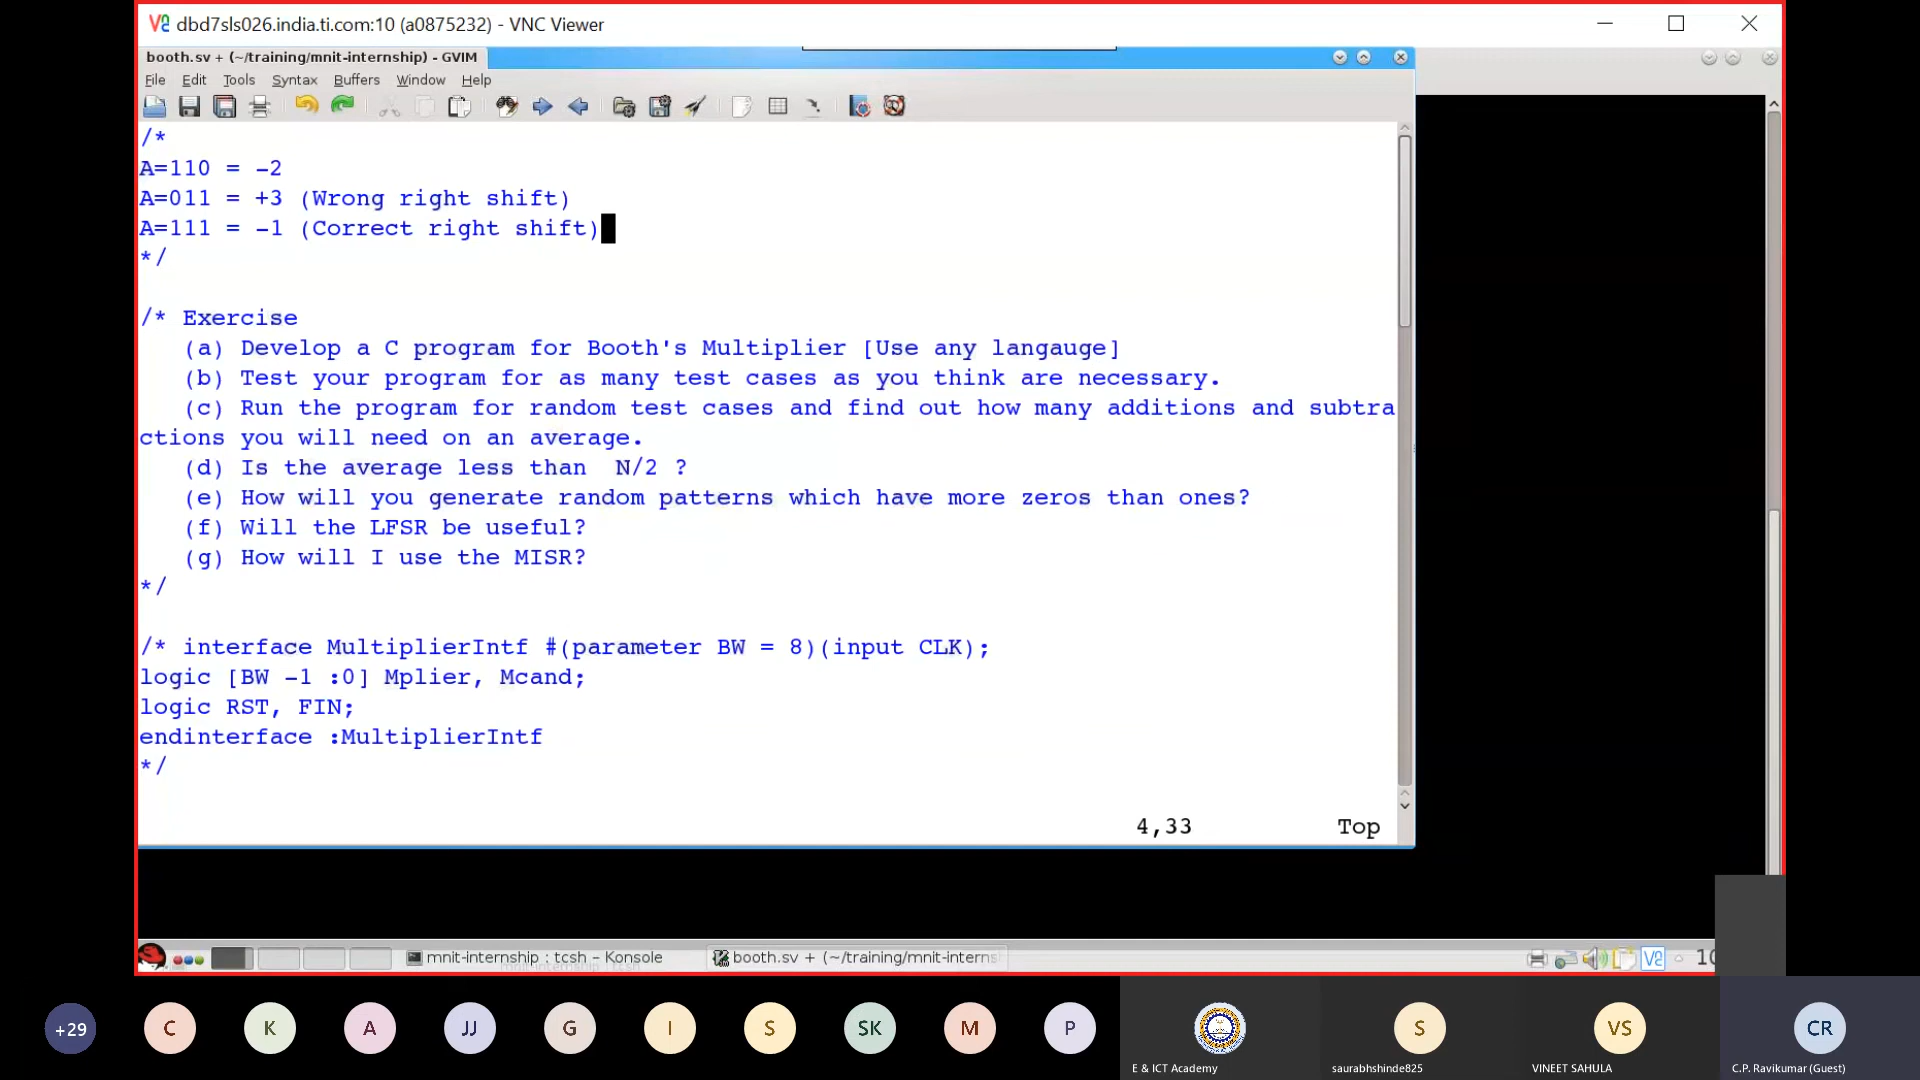 dbd7sls026.india.ti.com:10 (a0875232) - VNC Viewer
booth.sv + (~/training/mnit-internship) - GVIM
File Edit Tools Syntax Buffers Window Help
/*
A=110 = -2
A=011 = +3 (Wrong right shift)
A=111 = -1 (Correct right shift)
*/
/* Exercise
(a) Develop a C program for Booth's Multiplier [Use any langauge]
(b) Test your program for as many test cases as you think are necessary.
(c) Run the program for random test cases and find out how many additions and subtra
ctions you will need on an average.
(d) Is the average less than  N/2 ?
(e) How will you generate random patterns which have more zeros than ones?
(f) Will the LFSR be useful?
(g) How will I use the MISR?
*/
/* interface MultiplierIntf #(parameter BW = 8)(input CLK);
logic [BW -1 :0] Mplier, Mcand;
logic RST, FIN;
endinterface :MultiplierIntf
*/
4,33 Top
mnit-internship : tcsh – Konsole booth.sv + (~/training/mnit-interns
+29 C K A JJ G I S SK M P S VS CR
E & ICT Academy saurabhshinde825 VINEET SAHULA C.P. Ravikumar (Guest)